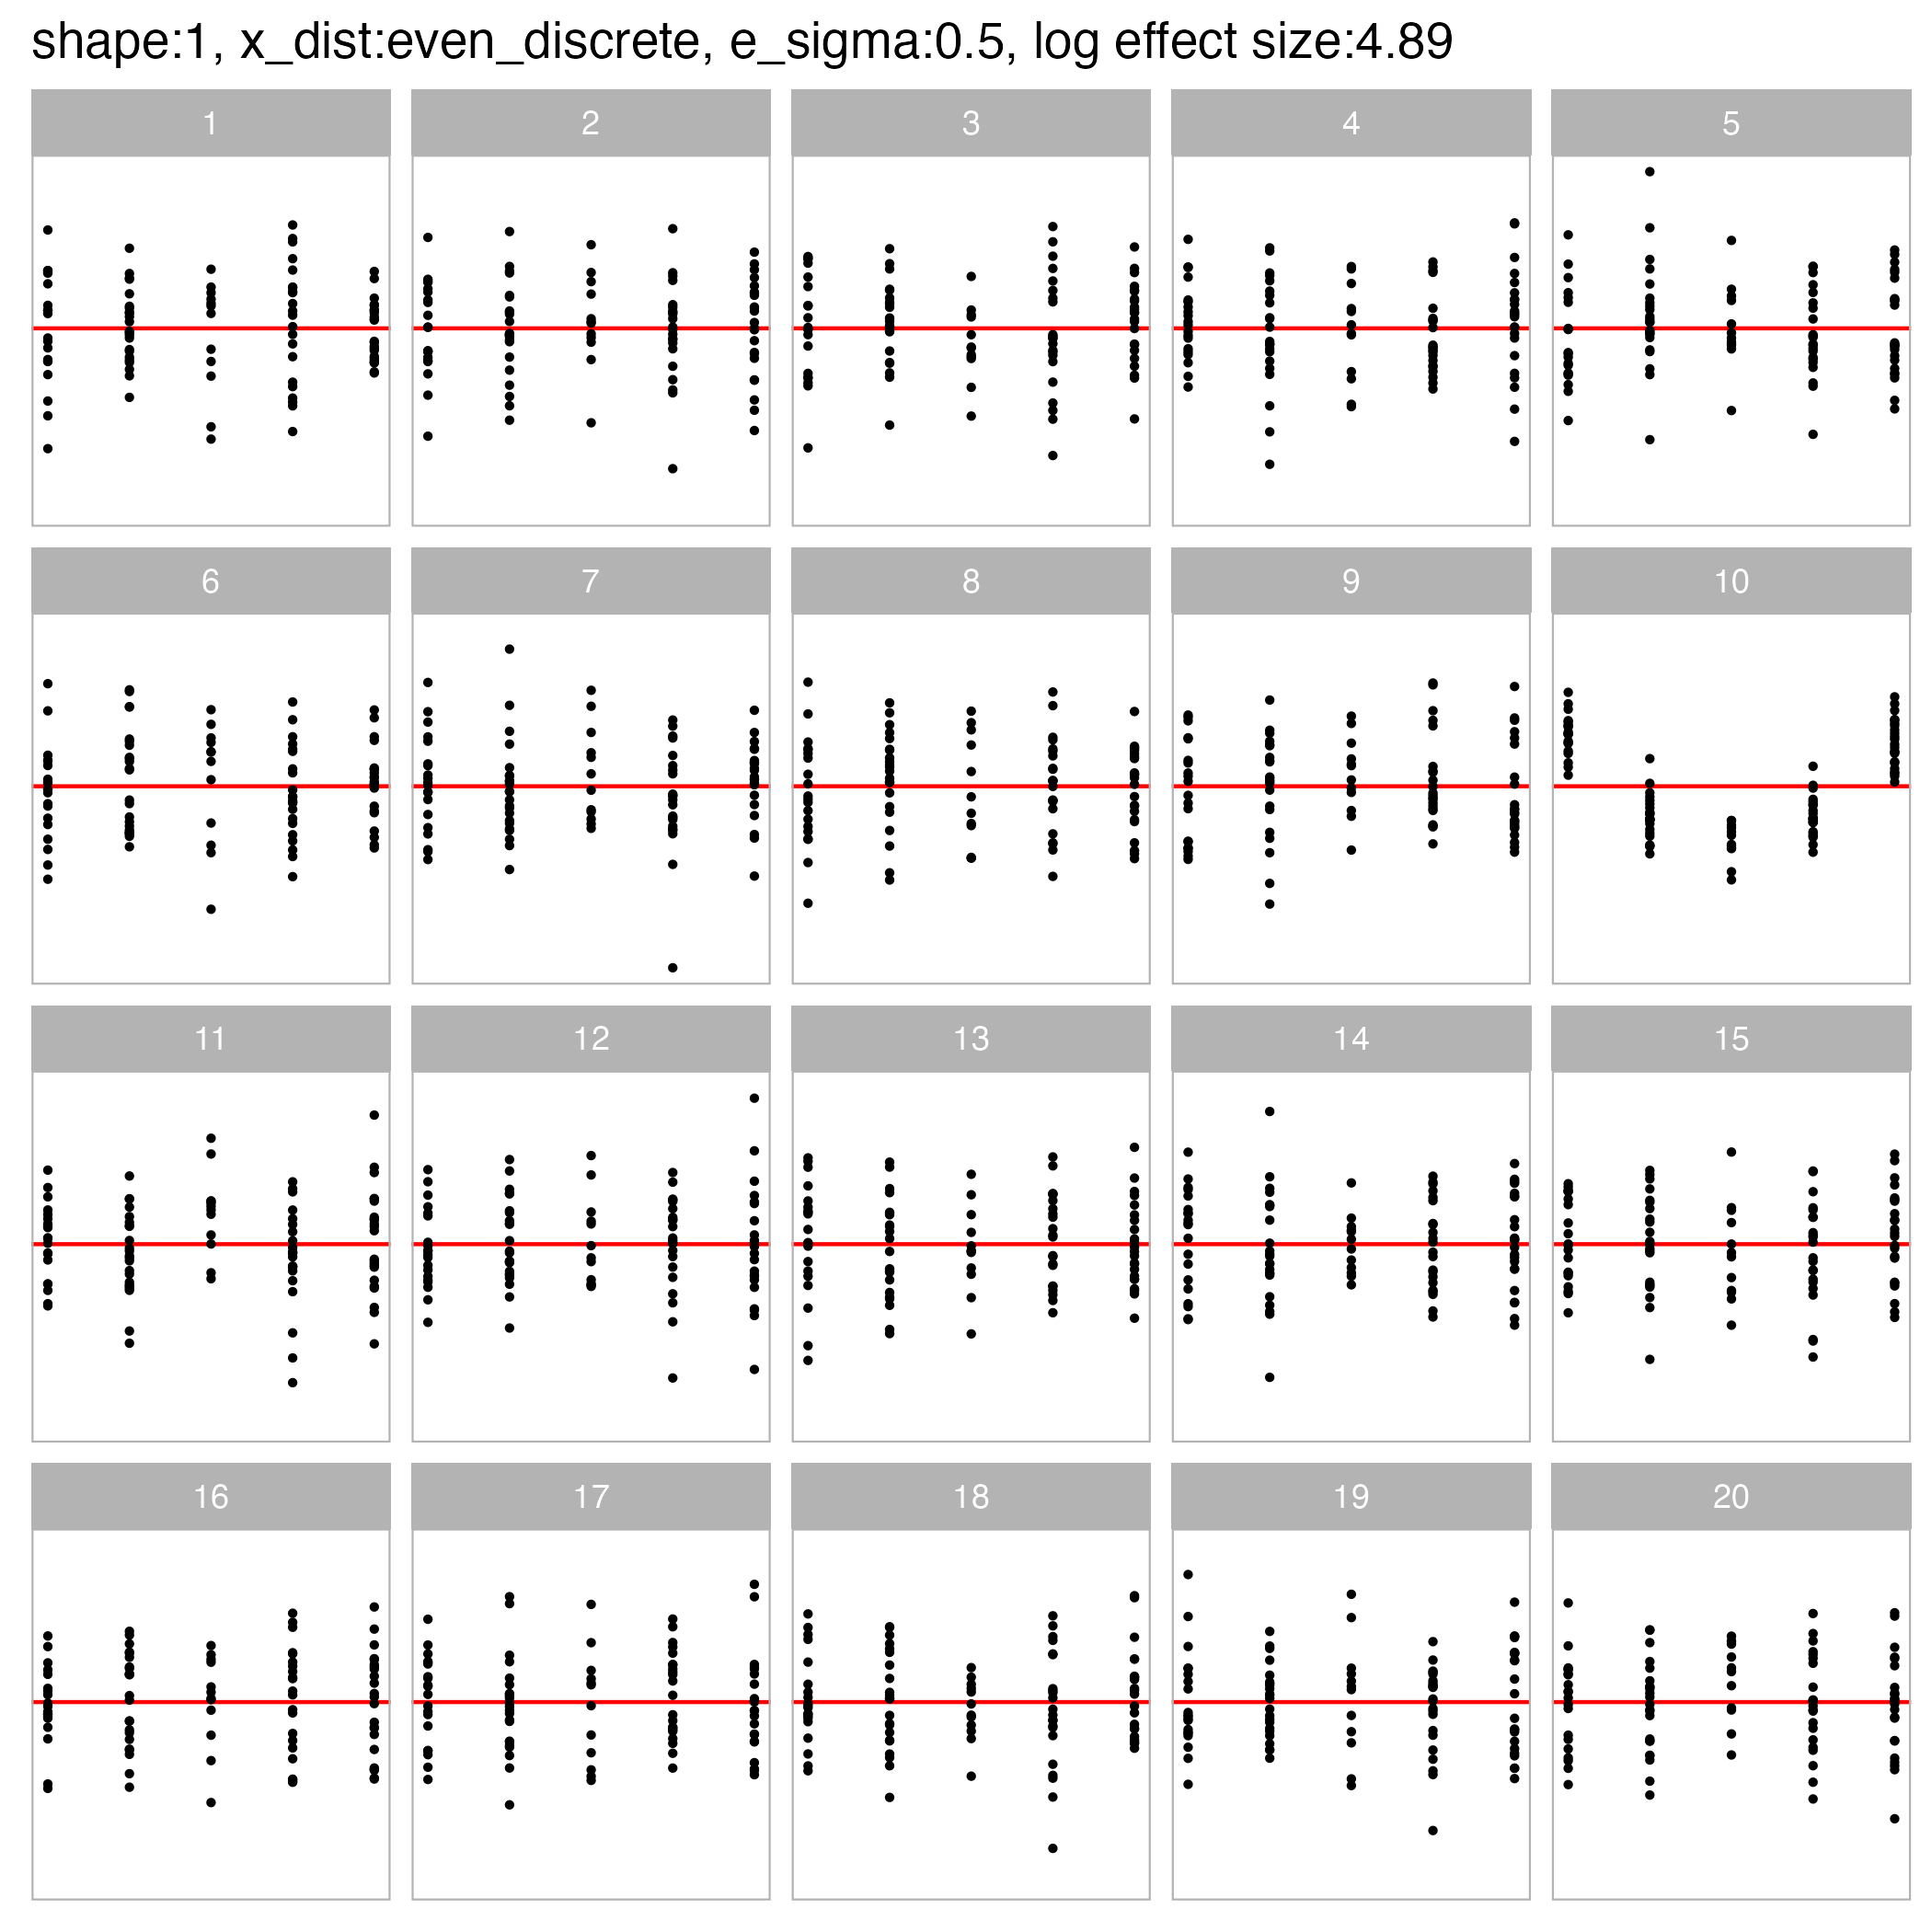 shape:1, x_dist:even_discrete, e_sigma:0.5, log effect size:4.89
1 2 3 4 5
6 7 8 9 10
11 12 13 14 15
16 17 18 19 20